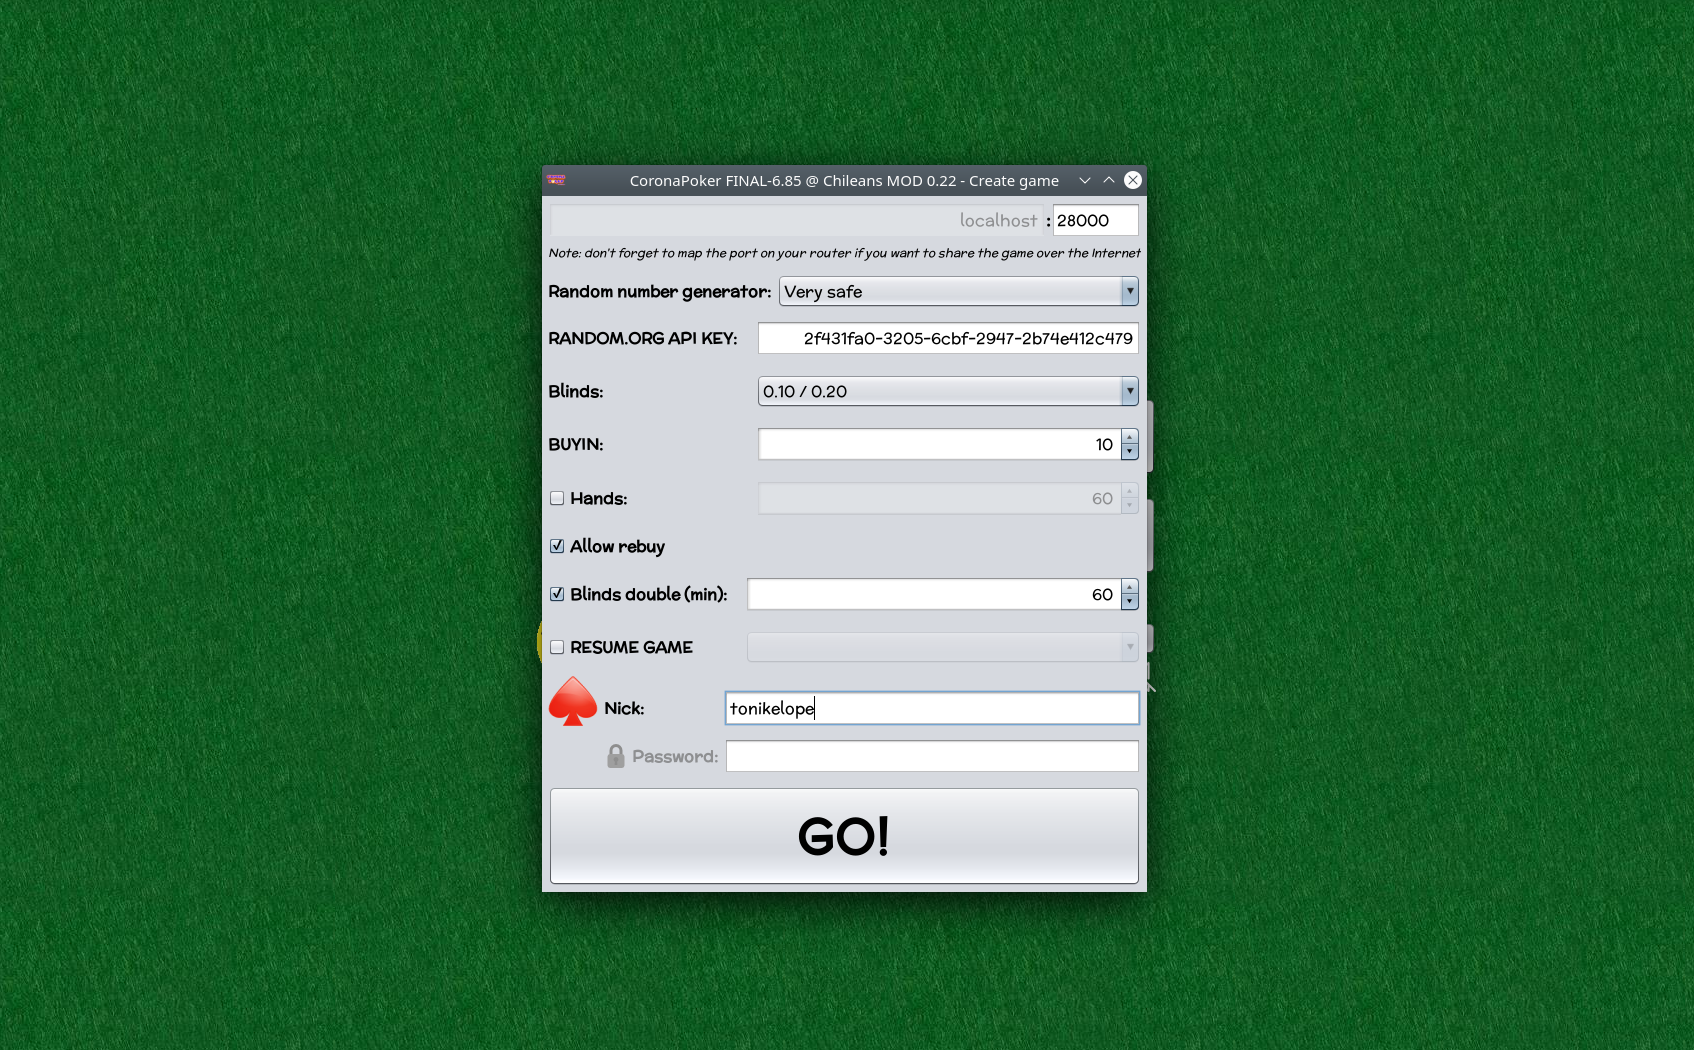 CoronaPoker FINAL-6.85 @ Chileans MOD 0.22 - Create game
localhost : 28000
Note: don't forget to map the port on your router if you want to share the game over the Internet
Random number generator: Very safe
RANDOM.ORG API KEY: 2f431fa0-3205-6cbf-2947-2b74e412c479
Blinds: 0.10 / 0.20
BUYIN: 10
Hands: 60
Allow rebuy
Blinds double (min): 60
RESUME GAME
Nick: tonikelope
Password:
GO!